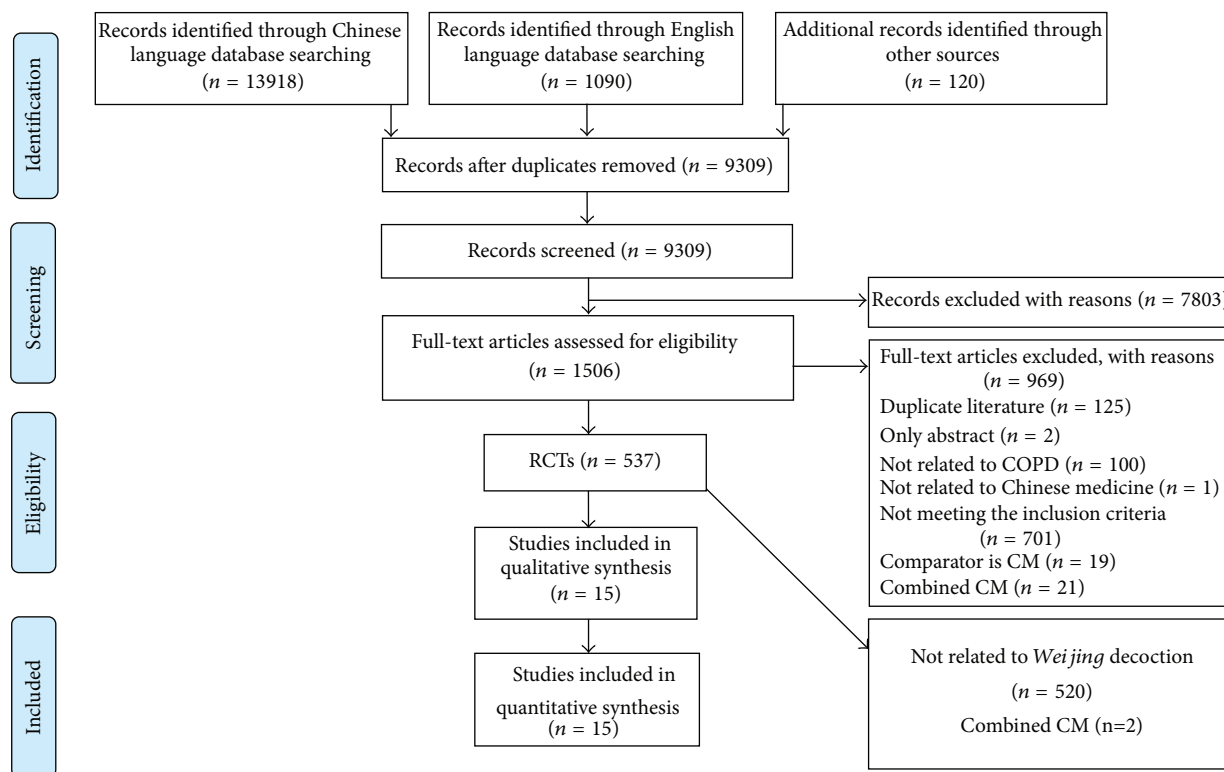 Records identified through Chinese
language database searching
(n = 13918)
Records identified through English
language database searching
(n = 1090)
Additional records identified through
other sources
(n = 120)
Identification
Records after duplicates removed (n = 9309)
Screening
Records screened (n = 9309)
Records excluded with reasons (n = 7803)
Full-text articles assessed for eligibility
(n = 1506)
Full-text articles excluded, with reasons
(n = 969)
Duplicate literature (n = 125)
Only abstract (n = 2)
Not related to COPD (n = 100)
Not related to Chinese medicine (n = 1)
Not meeting the inclusion criteria
(n = 701)
Comparator is CM (n = 19)
Combined CM (n = 21)
Eligibility
RCTs (n = 537)
Studies included in
qualitative synthesis
(n = 15)
Included
Studies included in
quantitative synthesis
(n = 15)
Not related to Wei jing decoction
(n = 520)
Combined CM (n=2)